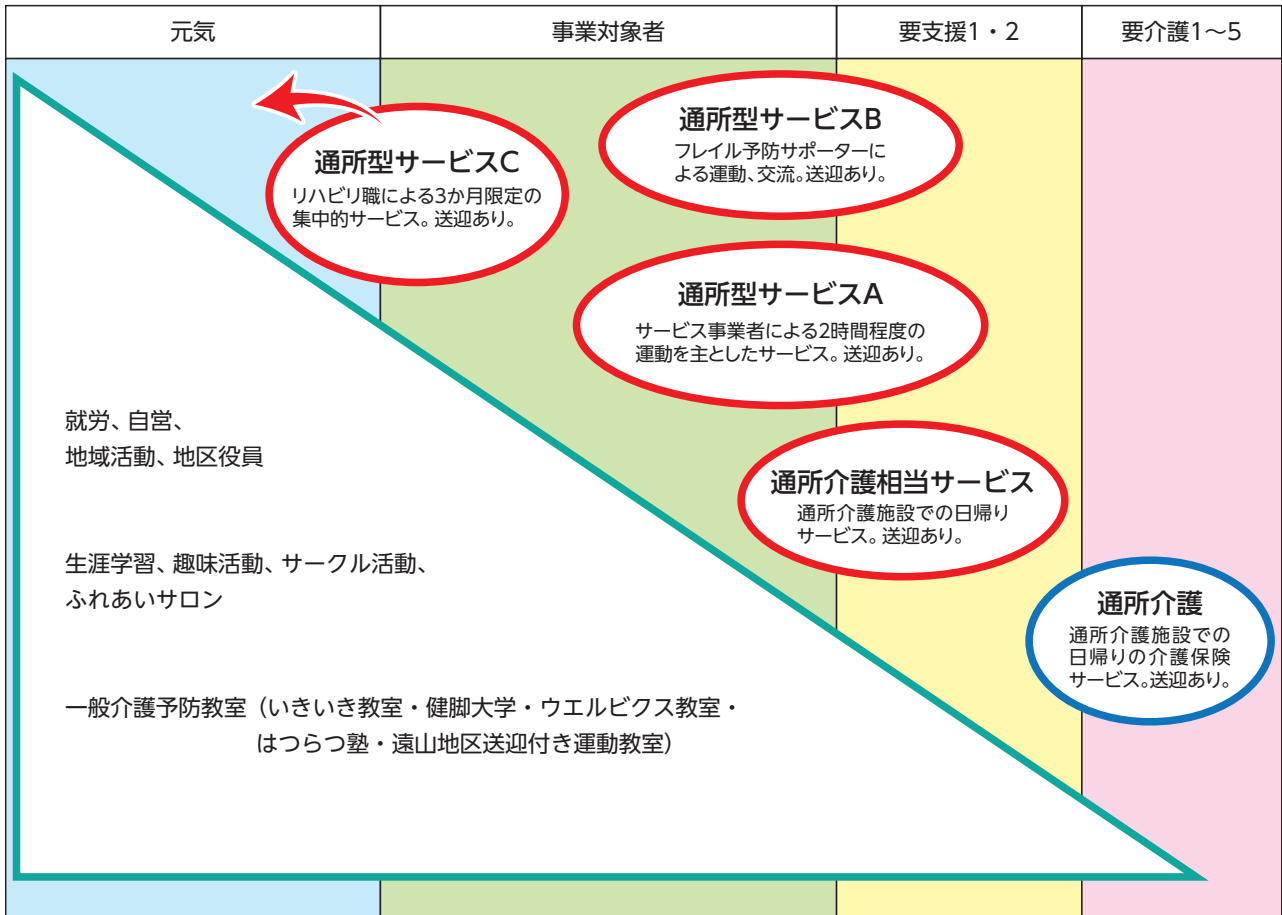 元気
事業対象者
要支援1・2
要介護1〜5
通所型サービスC
リハビリ職による3か月限定の
集中的サービス。送迎あり。
通所型サービスB
フレイル予防サポーターに
よる運動、交流。送迎あり。
通所型サービスA
サービス事業者による2時間程度の
運動を主としたサービス。送迎あり。
通所介護相当サービス
通所介護施設での日帰り
サービス。送迎あり。
通所介護
通所介護施設での
日帰りの介護保険
サービス。送迎あり。
就労、自営、
地域活動、地区役員
生涯学習、趣味活動、サークル活動、
ふれあいサロン
一般介護予防教室（いきいき教室・健脚大学・ウエルビクス教室・
はつらつ塾・遠山地区送迎付き運動教室）